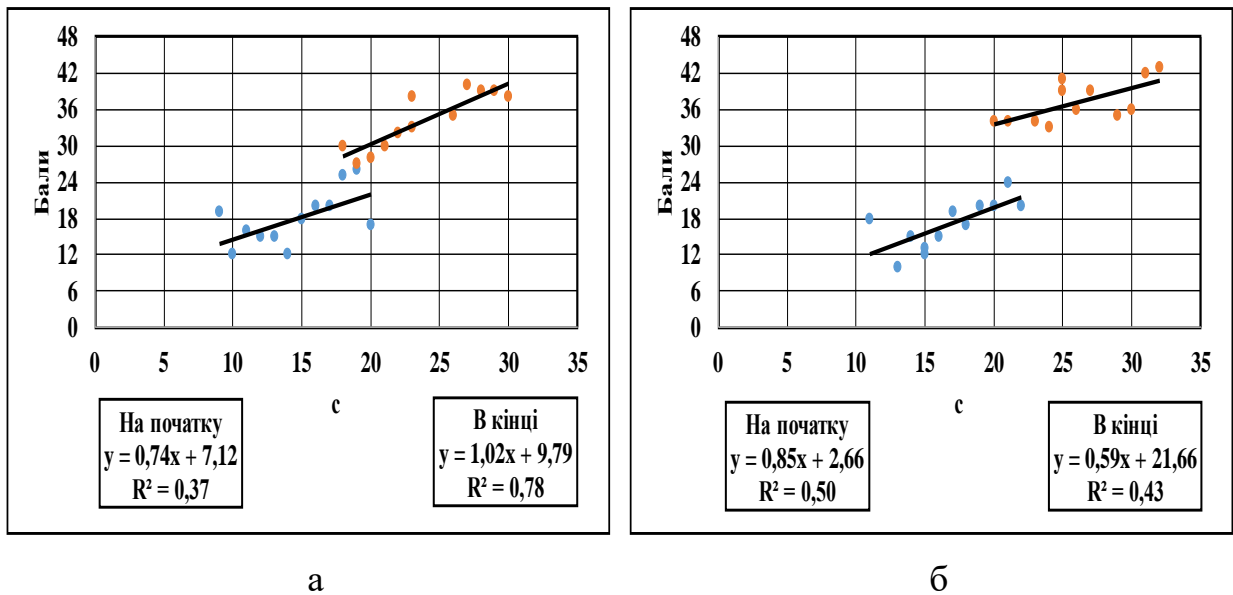 48
42
36
30
24
18
12
6
0
Бали
0 5 10 15 20 25 30 35
с
На початку
y = 0,74x + 7,12
R² = 0,37
В кінці
y = 1,02x + 9,79
R² = 0,78
48
42
36
30
24
18
12
6
0
Бали
0 5 10 15 20 25 30 35
с
На початку
y = 0,85x + 2,66
R² = 0,50
В кінці
y = 0,59x + 21,66
R² = 0,43
а
б